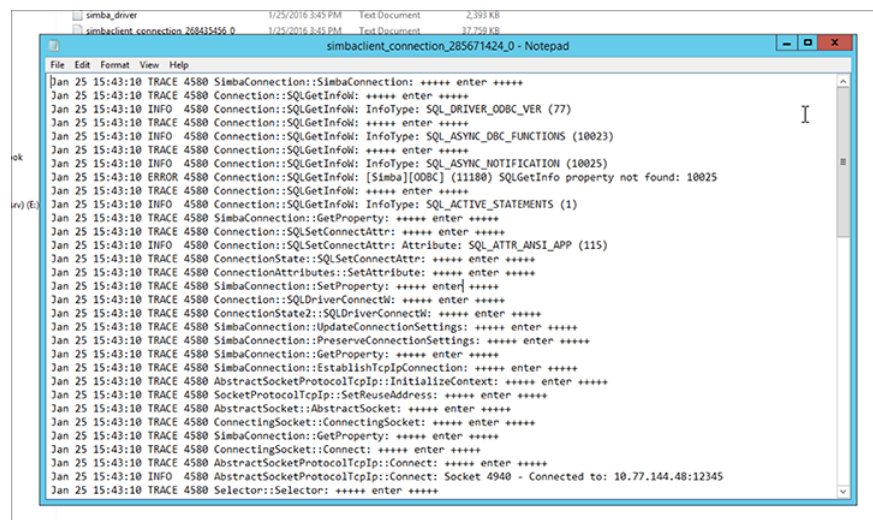 simba_driver 1/25/2016 3:45 PM Text Document 2,393 KB
simbaclient_connection_268435456_0 1/25/2016 3:45 PM Text Document 37,759 KB
simbaclient_connection_285671424_0 - Notepad
File Edit Format View Help
Jan 25 15:43:10 TRACE 4580 SimbaConnection::SimbaConnection: +++++ enter +++++
Jan 25 15:43:10 TRACE 4580 Connection::SQLGetInfoW: +++++ enter +++++
Jan 25 15:43:10 INFO 4580 Connection::SQLGetInfoW: InfoType: SQL_DRIVER_ODBC_VER (77)
Jan 25 15:43:10 TRACE 4580 Connection::SQLGetInfoW: +++++ enter +++++
Jan 25 15:43:10 INFO 4580 Connection::SQLGetInfoW: InfoType: SQL_ASYNC_DBC_FUNCTIONS (10023)
Jan 25 15:43:10 TRACE 4580 Connection::SQLGetInfoW: +++++ enter +++++
Jan 25 15:43:10 INFO 4580 Connection::SQLGetInfoW: InfoType: SQL_ASYNC_NOTIFICATION (10025)
Jan 25 15:43:10 ERROR 4580 Connection::SQLGetInfoW: [Simba][ODBC] (11180) SQLGetInfo property not found: 10025
Jan 25 15:43:10 TRACE 4580 Connection::SQLGetInfoW: +++++ enter +++++
Jan 25 15:43:10 INFO 4580 Connection::SQLGetInfoW: InfoType: SQL_ACTIVE_STATEMENTS (1)
Jan 25 15:43:10 TRACE 4580 SimbaConnection::GetProperty: +++++ enter +++++
Jan 25 15:43:10 TRACE 4580 Connection::SQLSetConnectAttr: +++++ enter +++++
Jan 25 15:43:10 INFO 4580 Connection::SQLSetConnectAttr: Attribute: SQL_ATTR_ANSI_APP (115)
Jan 25 15:43:10 TRACE 4580 ConnectionState::SQLSetConnectAttr: +++++ enter +++++
Jan 25 15:43:10 TRACE 4580 ConnectionAttributes::SetAttribute: +++++ enter +++++
Jan 25 15:43:10 TRACE 4580 SimbaConnection::SetProperty: +++++ enter +++++
Jan 25 15:43:10 TRACE 4580 Connection::SQLDriverConnectW: +++++ enter +++++
Jan 25 15:43:10 TRACE 4580 ConnectionState2::SQLDriverConnectW: +++++ enter +++++
Jan 25 15:43:10 TRACE 4580 SimbaConnection::UpdateConnectionSettings: +++++ enter +++++
Jan 25 15:43:10 TRACE 4580 SimbaConnection::PreserveConnectionSettings: +++++ enter +++++
Jan 25 15:43:10 TRACE 4580 SimbaConnection::GetProperty: +++++ enter +++++
Jan 25 15:43:10 TRACE 4580 SimbaConnection::EstablishTcpIpConnection: +++++ enter +++++
Jan 25 15:43:10 TRACE 4580 AbstractSocketProtocolTcpIp::InitializeContext: +++++ enter +++++
Jan 25 15:43:10 TRACE 4580 SocketProtocolTcpIp::SetReuseAddress: +++++ enter +++++
Jan 25 15:43:10 TRACE 4580 AbstractSocket::AbstractSocket: +++++ enter +++++
Jan 25 15:43:10 TRACE 4580 ConnectingSocket::ConnectingSocket: +++++ enter +++++
Jan 25 15:43:10 TRACE 4580 SimbaConnection::GetProperty: +++++ enter +++++
Jan 25 15:43:10 TRACE 4580 ConnectingSocket::Connect: +++++ enter +++++
Jan 25 15:43:10 TRACE 4580 AbstractSocketProtocolTcpIp::Connect: +++++ enter +++++
Jan 25 15:43:10 INFO 4580 AbstractSocketProtocolTcpIp::Connect: Socket 4940 - Connected to: 10.77.144.48:12345
Jan 25 15:43:10 TRACE 4580 Selector::Selector: +++++ enter +++++
ok
(E:)